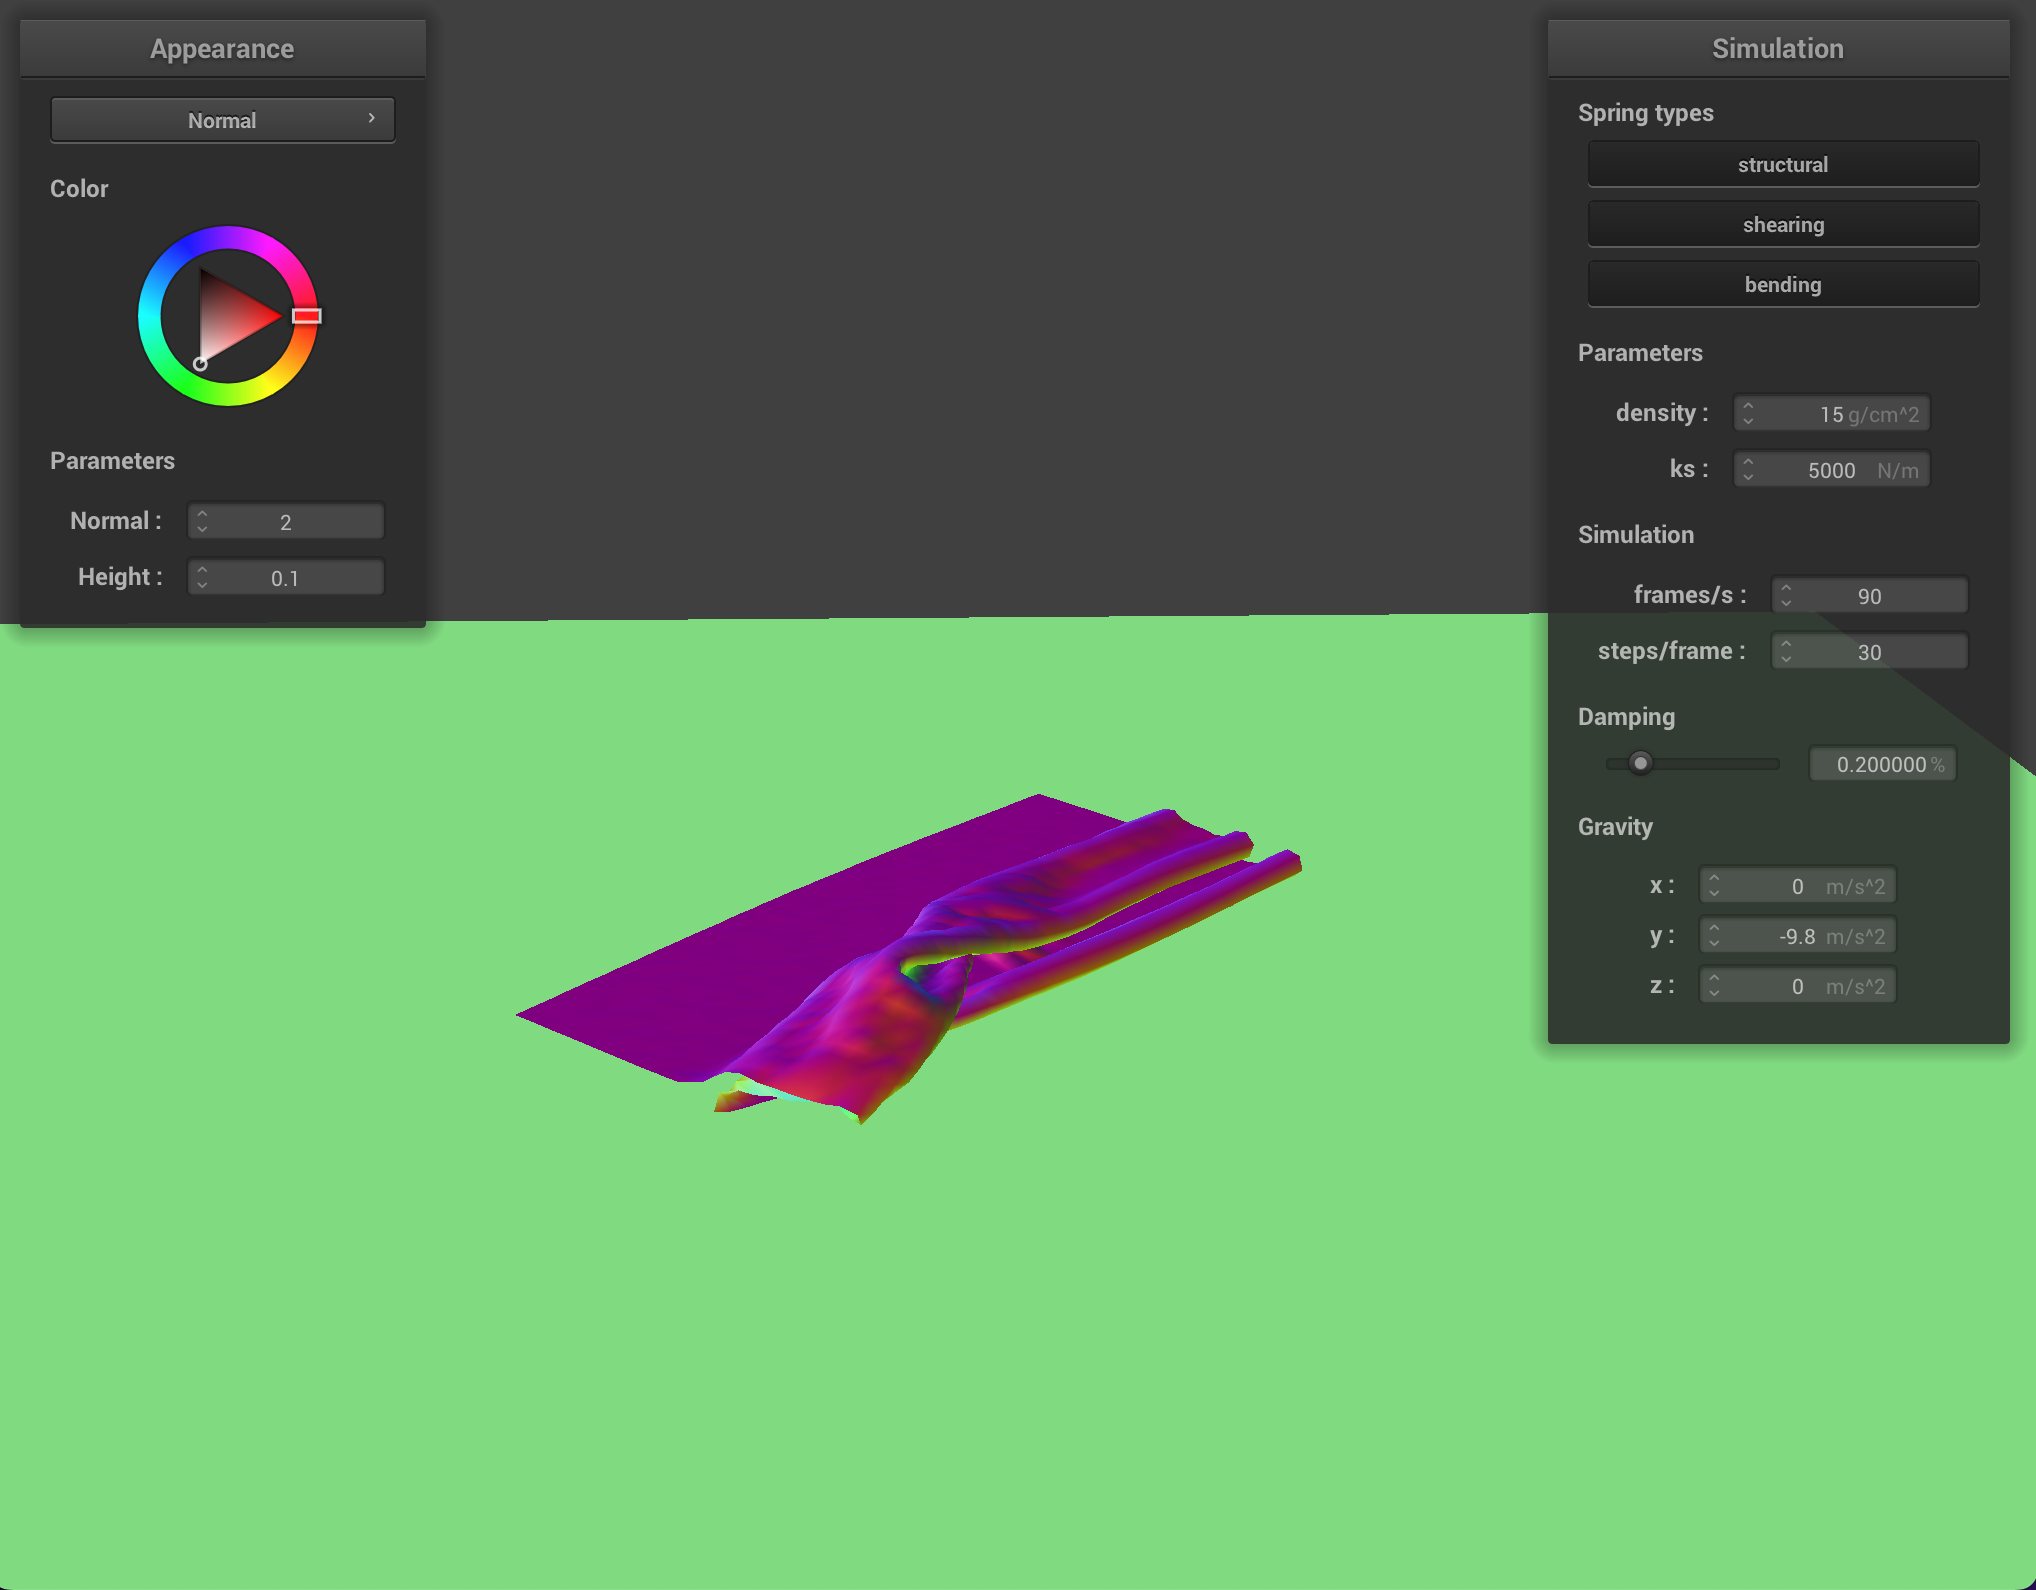 Appearance
Normal
Color
Parameters
Normal : 2
Height : 0.1
Simulation
Spring types
structural
shearing
bending
Parameters
density : 15 g/cm^2
ks : 5000 N/m
Simulation
frames/s : 90
steps/frame : 30
Damping
0.200000 %
Gravity
x : 0 m/s^2
y : -9.8 m/s^2
z : 0 m/s^2